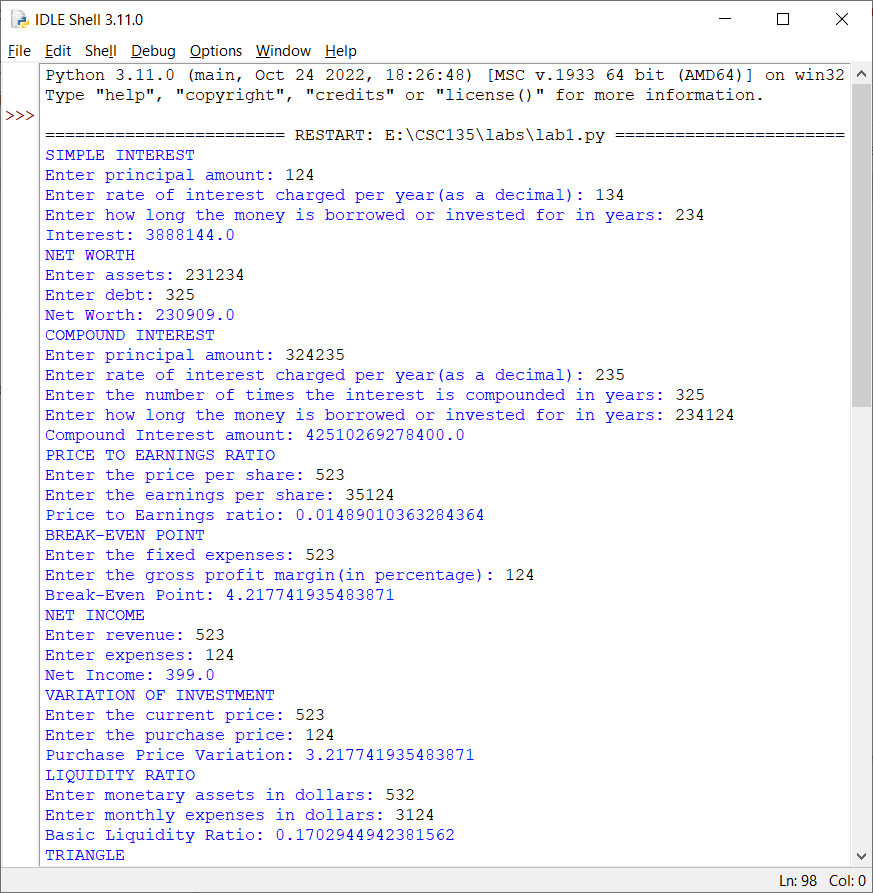 IDLE Shell 3.11.0
File Edit Shell Debug Options Window Help
Python 3.11.0 (main, Oct 24 2022, 18:26:48) [MSC v.1933 64 bit (AMD64)] on win32
Type "help", "copyright", "credits" or "license()" for more information.
>>>
======================== RESTART: E:\CSC135\labs\lab1.py =======================
SIMPLE INTEREST
Enter principal amount: 124
Enter rate of interest charged per year(as a decimal): 134
Enter how long the money is borrowed or invested for in years: 234
Interest: 3888144.0
NET WORTH
Enter assets: 231234
Enter debt: 325
Net Worth: 230909.0
COMPOUND INTEREST
Enter principal amount: 324235
Enter rate of interest charged per year(as a decimal): 235
Enter the number of times the interest is compounded in years: 325
Enter how long the money is borrowed or invested for in years: 234124
Compound Interest amount: 42510269278400.0
PRICE TO EARNINGS RATIO
Enter the price per share: 523
Enter the earnings per share: 35124
Price to Earnings ratio: 0.01489010363284364
BREAK-EVEN POINT
Enter the fixed expenses: 523
Enter the gross profit margin(in percentage): 124
Break-Even Point: 4.217741935483871
NET INCOME
Enter revenue: 523
Enter expenses: 124
Net Income: 399.0
VARIATION OF INVESTMENT
Enter the current price: 523
Enter the purchase price: 124
Purchase Price Variation: 3.217741935483871
LIQUIDITY RATIO
Enter monetary assets in dollars: 532
Enter monthly expenses in dollars: 3124
Basic Liquidity Ratio: 0.1702944942381562
TRIANGLE
Ln: 98 Col: 0